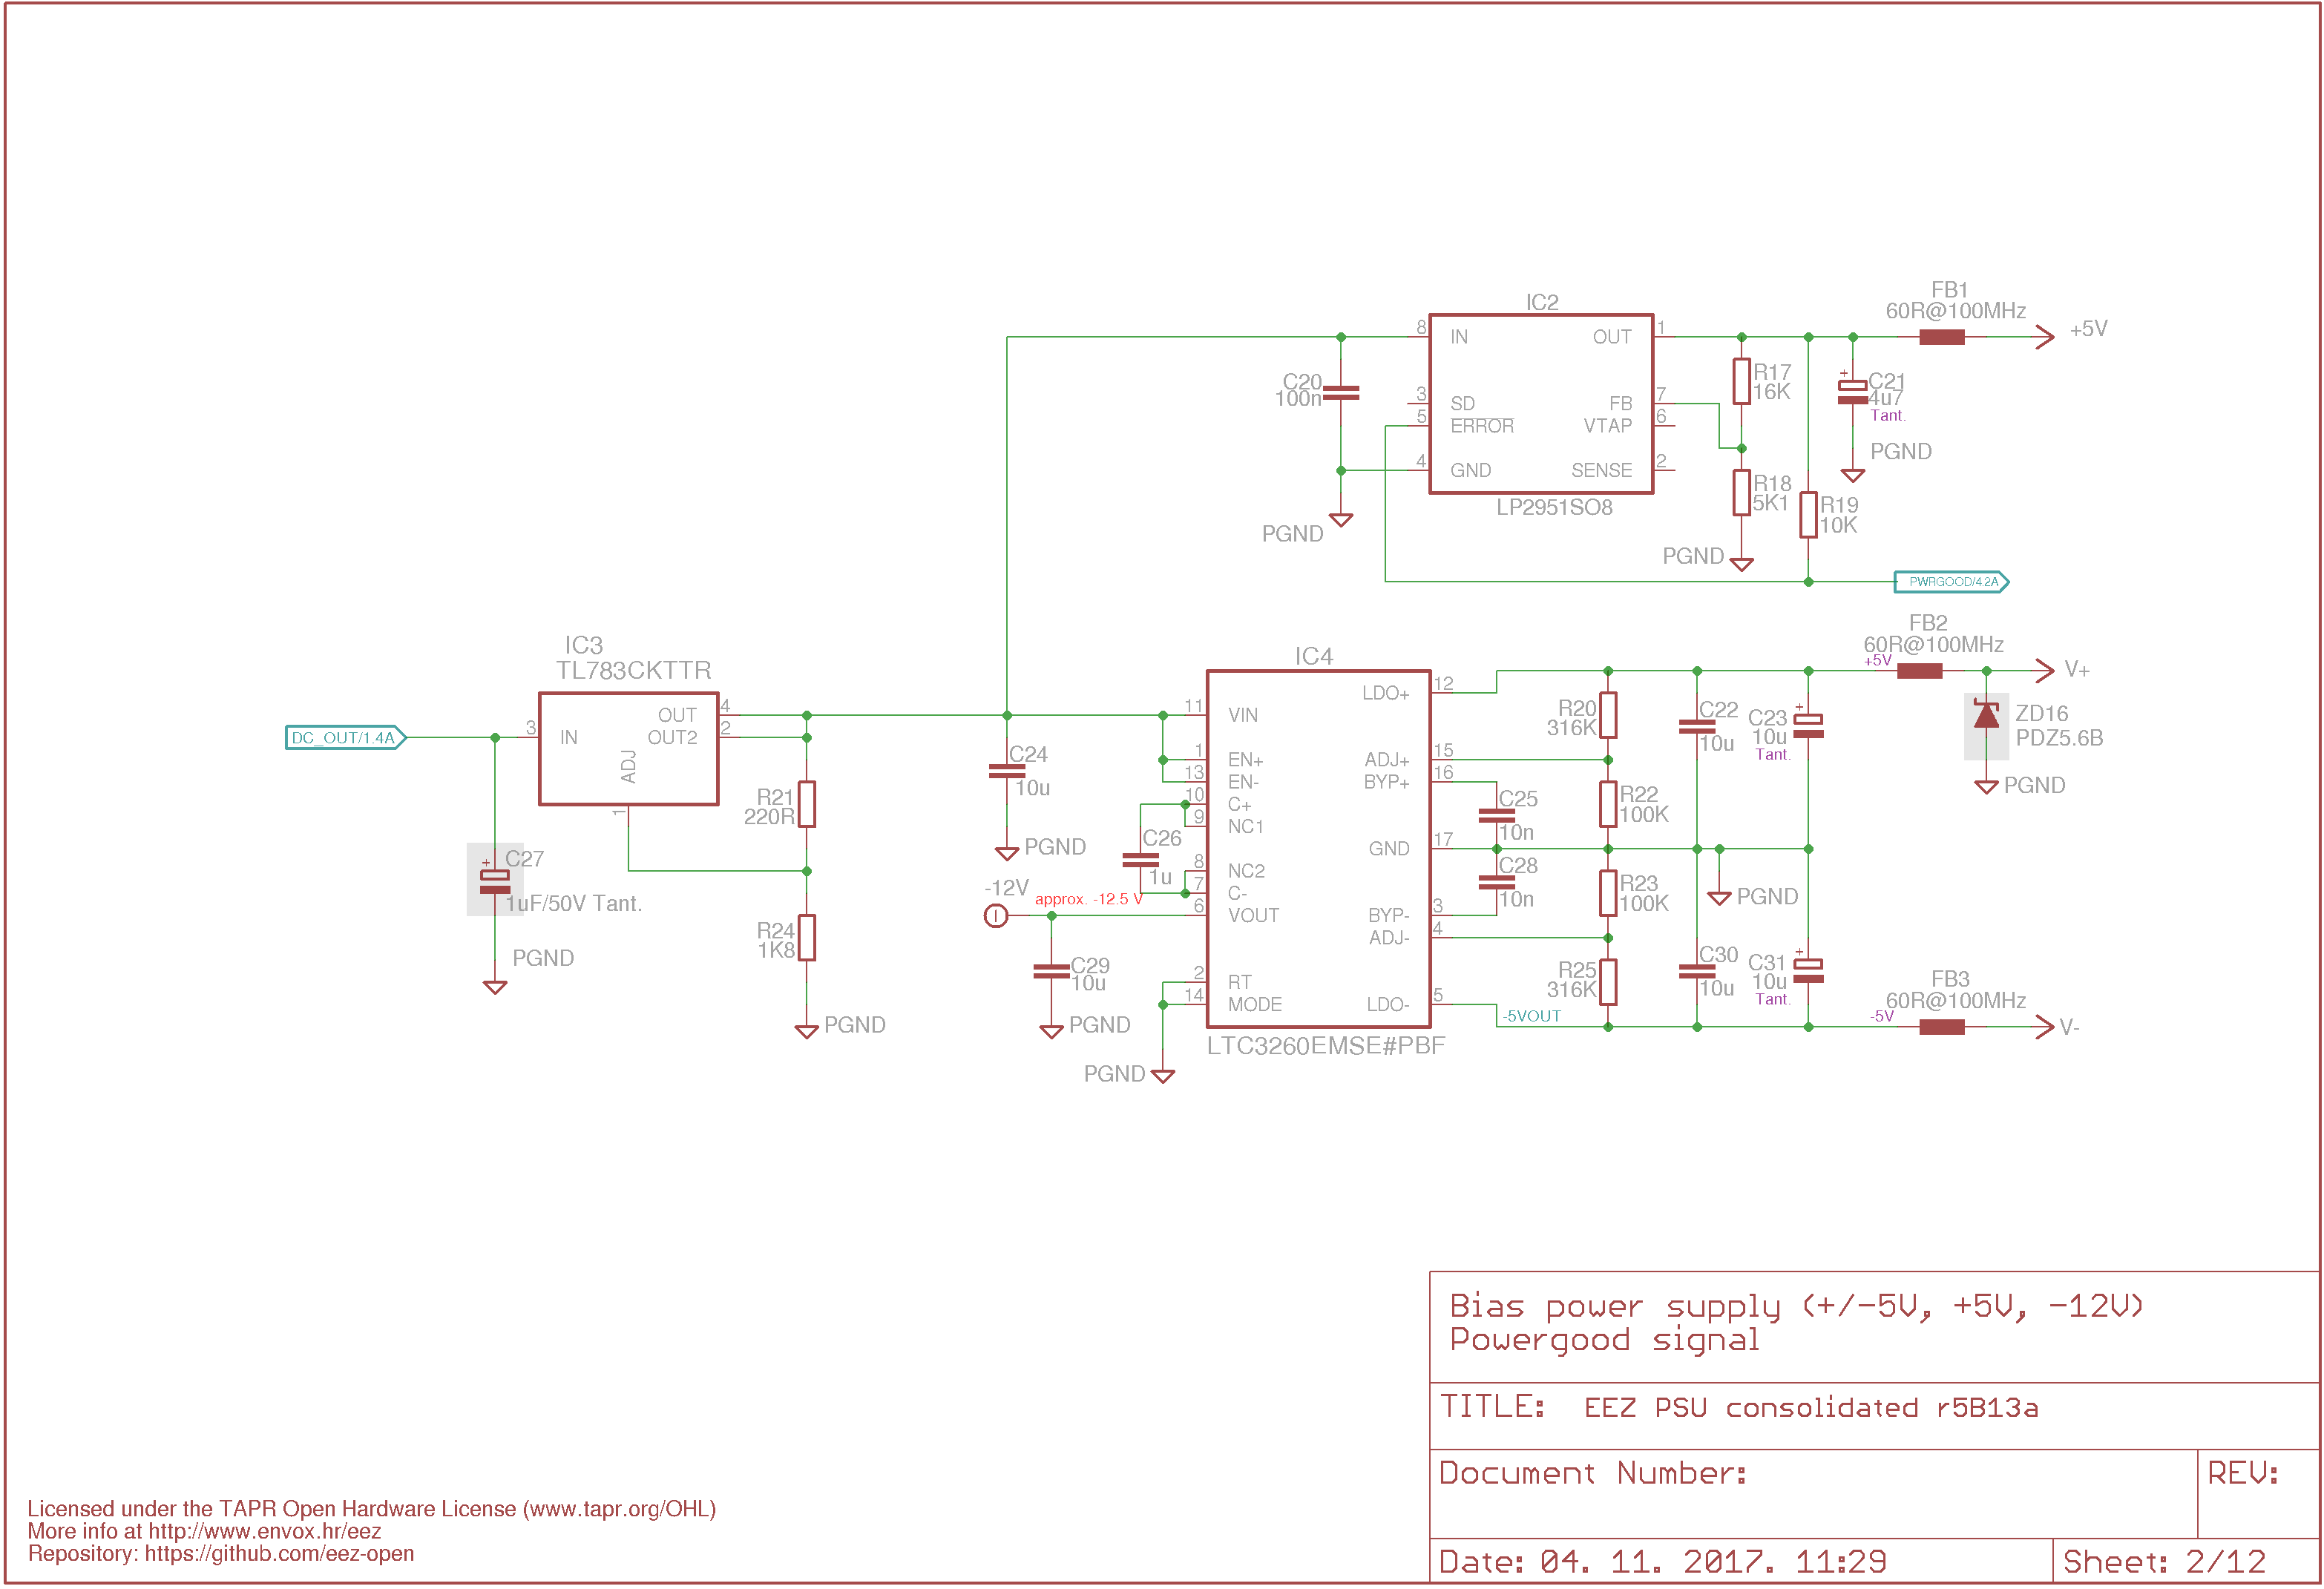 FB1
60R@100MHz
+5V
IC2
8
IN
OUT
1
3
SD
FB
7
5
ERROR
VTAP
6
4
GND
SENSE
2
LP2951SO8
C20
100n
PGND
R17
16K
C21
4u7
Tant.
PGND
R18
5K1
R19
10K
PGND
PWRGOOD/4.2A
IC3
TL783CKTTR
DC_OUT/1.4A
3
IN
OUT
4
OUT2
2
ADJ
1
C27
1uF/50V Tant.
PGND
R21
220R
R24
1K8
PGND
C24
10u
PGND
C26
1u
-12V
approx. -12.5 V
C29
10u
PGND
PGND
IC4
11
VIN
1
EN+
13
EN-
10
C+
9
NC1
8
NC2
7
C-
6
VOUT
2
RT
14
MODE
LDO+
12
ADJ+
15
BYP+
16
GND
17
BYP-
3
ADJ-
4
LDO-
5
LTC3260EMSE#PBF
-5VOUT
C25
10n
C28
10n
R20
316K
R22
100K
R23
100K
R25
316K
C22
10u
C23
10u
Tant.
PGND
C30
10u
C31
10u
Tant.
FB2
60R@100MHz
+5V
V+
ZD16
PDZ5.6B
PGND
FB3
60R@100MHz
-5V
V-
Bias power supply (+/-5V, +5V, -12V)
Powergood signal
TITLE: EEZ PSU consolidated r5B13a
Document Number:
REV:
Date: 04. 11. 2017. 11:29
Sheet: 2/12
Licensed under the TAPR Open Hardware License (www.tapr.org/OHL)
More info at http://www.envox.hr/eez
Repository: https://github.com/eez-open